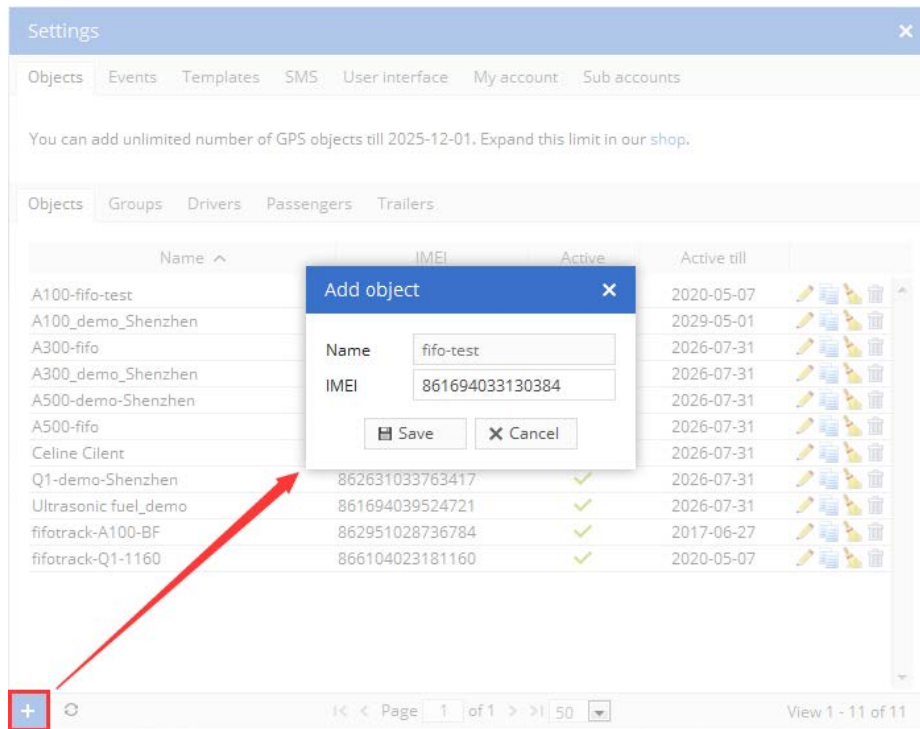 Settings
Objects Events Templates SMS User interface My account Sub accounts
You can add unlimited number of GPS objects till 2025-12-01. Expand this limit in our shop.
Objects Groups Drivers Passengers Trailers
Name IMEI Active Active till
A100-fifo-test 2020-05-07
A100_demo_Shenzhen 2029-05-01
A300-fifo 2026-07-31
A300_demo_Shenzhen 2026-07-31
A500-demo-Shenzhen 2026-07-31
A500-fifo 2026-07-31
Celine Cilent 2026-07-31
Q1-demo-Shenzhen 862631033763417 2026-07-31
Ultrasonic fuel_demo 861694039524721 2026-07-31
fifotrack-A100-BF 862951028736784 2017-06-27
fifotrack-Q1-1160 866104023181160 2020-05-07
Add object
Name fifo-test
IMEI 861694033130384
Save Cancel
Page 1 of 1 50 View 1 - 11 of 11